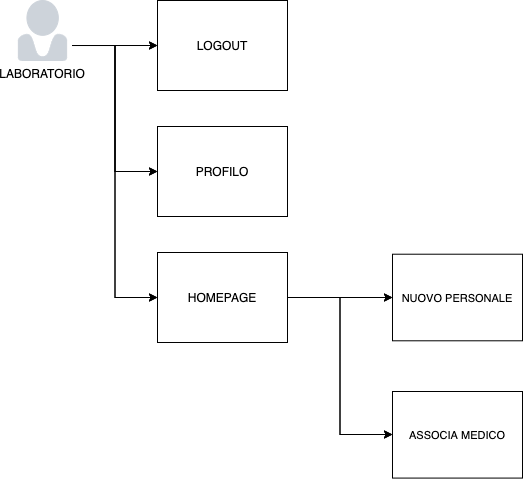 LABORATORIO
LOGOUT
PROFILO
HOMEPAGE
NUOVO PERSONALE
ASSOCIA MEDICO